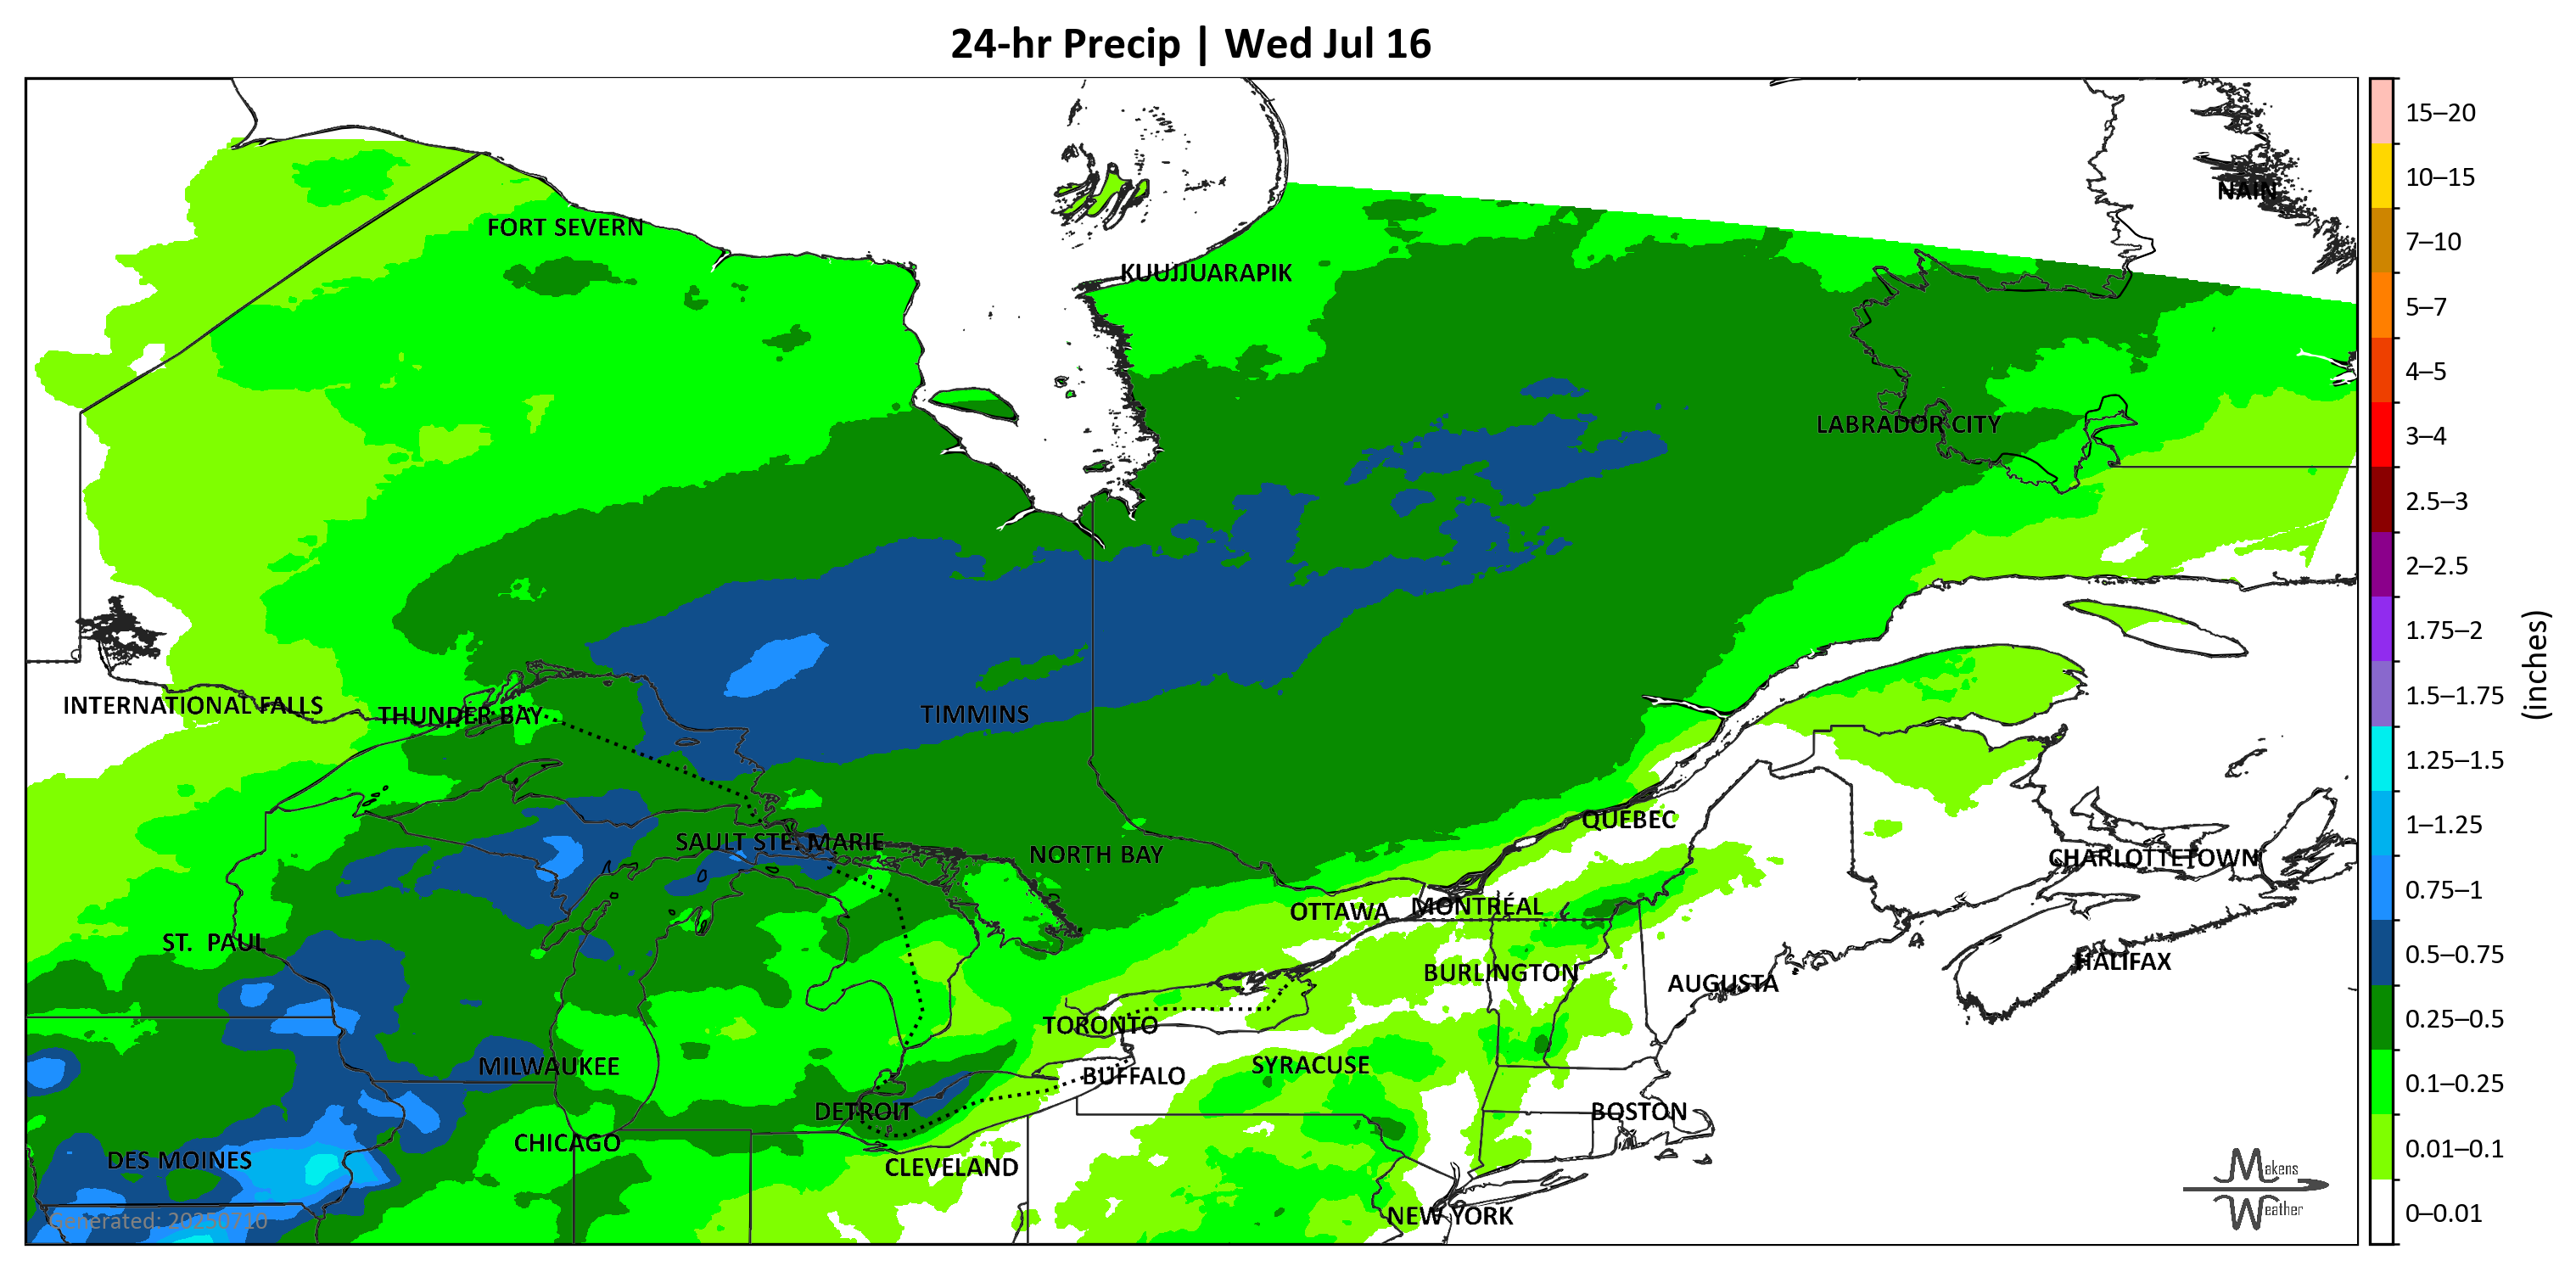 24-hr Precip | Wed Jul 16
NAIN
FORT SEVERN
KUUJJUARAPIK
LABRADOR CITY
INTERNATIONAL FALLS
THUNDER BAY
TIMMINS
QUEBEC
SAULT STE. MARIE
NORTH BAY
CHARLOTTETOWN
OTTAWA
MONTRÉAL
ST. PAUL
HALIFAX
BURLINGTON
AUGUSTA
TORONTO
MILWAUKEE
SYRACUSE
BUFFALO
DETROIT
BOSTON
CHICAGO
DES MOINES
CLEVELAND
NEW YORK
Generated: 20250710
Makens
Weather
15–20
10–15
7–10
5–7
4–5
3–4
2.5–3
2–2.5
1.75–2
1.5–1.75
1.25–1.5
1–1.25
0.75–1
0.5–0.75
0.25–0.5
0.1–0.25
0.01–0.1
0–0.01
(inches)